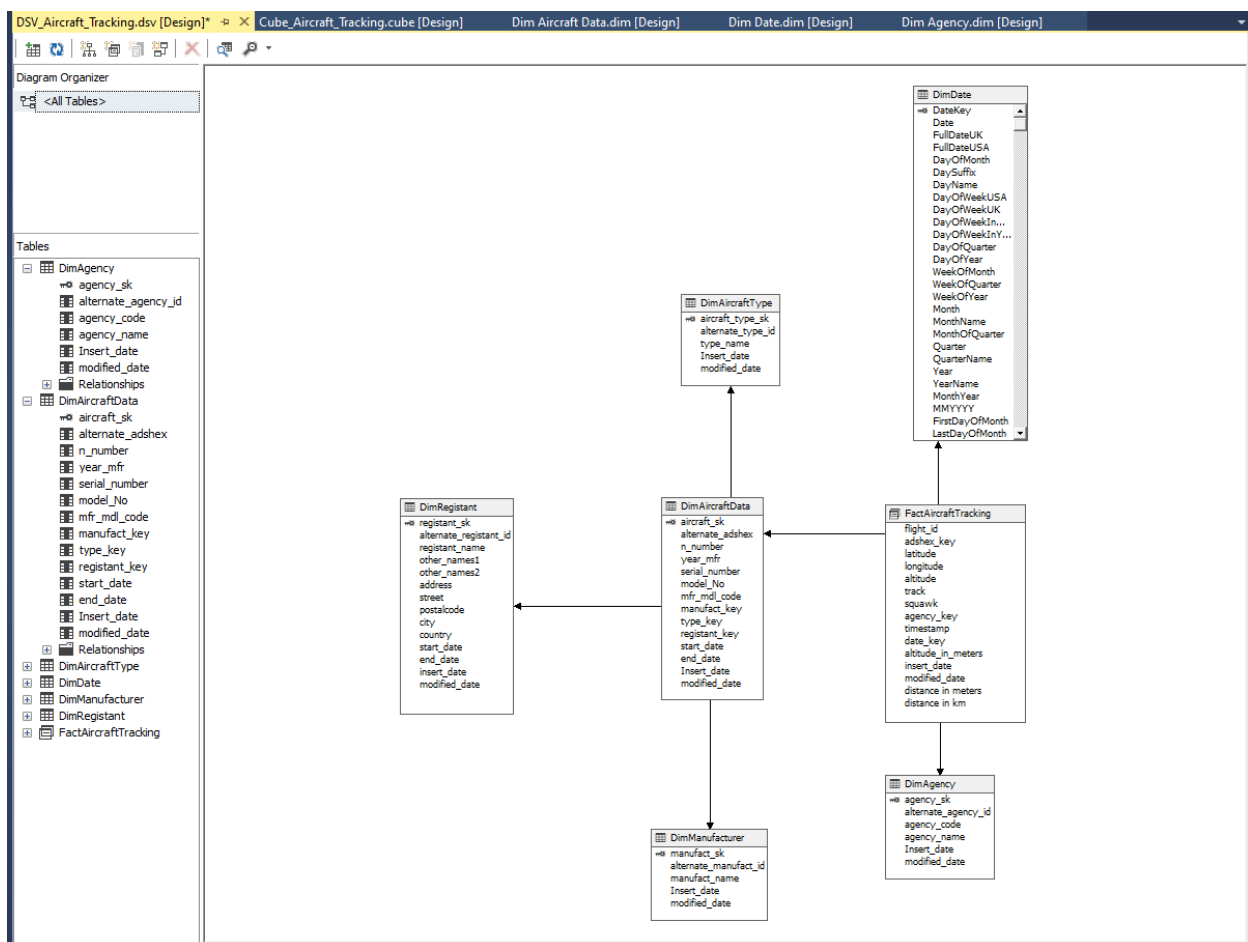 DSV_Aircraft_Tracking.dsv [Design]*
Cube_Aircraft_Tracking.cube [Design]
Dim Aircraft Data.dim [Design]
Dim Date.dim [Design]
Dim Agency.dim [Design]
Diagram Organizer
<All Tables>
Tables
DimAgency
agency_sk
alternate_agency_id
agency_code
agency_name
Insert_date
modified_date
Relationships
DimAircraftData
aircraft_sk
alternate_adshex
n_number
year_mfr
serial_number
model_No
mfr_mdl_code
manufact_key
type_key
registant_key
start_date
end_date
Insert_date
modified_date
Relationships
DimAircraftType
DimDate
DimManufacturer
DimRegistant
FactAircraftTracking
DimDate
DateKey
Date
FullDateUK
FullDateUSA
DayOfMonth
DaySuffix
DayName
DayOfWeekUSA
DayOfWeekUK
DayOfWeekIn...
DayOfWeekInY...
DayOfQuarter
DayOfYear
WeekOfMonth
WeekOfQuarter
WeekOfYear
Month
MonthName
MonthOfQuarter
Quarter
QuarterName
Year
YearName
MonthYear
MMYYYY
FirstDayOfMonth
LastDayOfMonth
DimAircraftType
aircraft_type_sk
alternate_type_id
type_name
Insert_date
modified_date
DimRegistant
registant_sk
alternate_registant_id
registant_name
other_names1
other_names2
address
street
postalcode
city
country
start_date
end_date
insert_date
modified_date
DimAircraftData
aircraft_sk
alternate_adshex
n_number
year_mfr
serial_number
model_No
mfr_mdl_code
manufact_key
type_key
registant_key
start_date
end_date
Insert_date
modified_date
FactAircraftTracking
flight_id
adshex_key
latitude
longitude
altitude
track
squawk
agency_key
timestamp
date_key
altitude_in_meters
insert_date
modified_date
distance in meters
distance in km
DimManufacturer
manufact_sk
alternate_manufact_id
manufact_name
Insert_date
modified_date
DimAgency
agency_sk
alternate_agency_id
agency_code
agency_name
Insert_date
modified_date